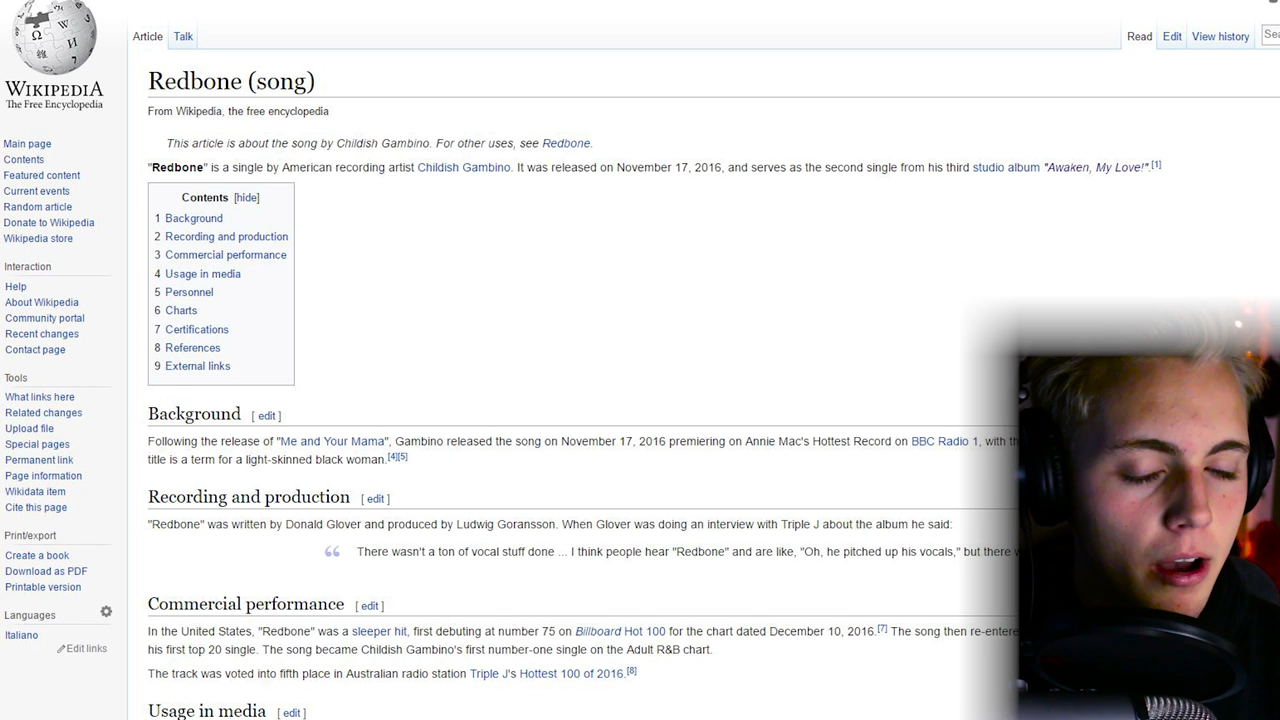 WIKIPEDIA
The Free Encyclopedia
Main page
Contents
Featured content
Current events
Random article
Donate to Wikipedia
Wikipedia store
Interaction
Help
About Wikipedia
Community portal
Recent changes
Contact page
Tools
What links here
Related changes
Upload file
Special pages
Permanent link
Page information
Wikidata item
Cite this page
Print/export
Create a book
Download as PDF
Printable version
Languages
Italiano
Edit links
Article Talk
Read Edit View history Sea
Redbone (song)
From Wikipedia, the free encyclopedia
This article is about the song by Childish Gambino. For other uses, see Redbone.
"Redbone" is a single by American recording artist Childish Gambino. It was released on November 17, 2016, and serves as the second single from his third studio album "Awaken, My Love!".[1]
Contents [hide]
1 Background
2 Recording and production
3 Commercial performance
4 Usage in media
5 Personnel
6 Charts
7 Certifications
8 References
9 External links
Background [ edit ]
Following the release of "Me and Your Mama", Gambino released the song on November 17, 2016 premiering on Annie Mac's Hottest Record on BBC Radio 1, with th
title is a term for a light-skinned black woman.[4][5]
Recording and production [ edit ]
"Redbone" was written by Donald Glover and produced by Ludwig Goransson. When Glover was doing an interview with Triple J about the album he said:
“ There wasn't a ton of vocal stuff done ... I think people hear "Redbone" and are like, "Oh, he pitched up his vocals," but there
Commercial performance [ edit ]
In the United States, "Redbone" was a sleeper hit, first debuting at number 75 on Billboard Hot 100 for the chart dated December 10, 2016.[7] The song then re-entere
his first top 20 single. The song became Childish Gambino's first number-one single on the Adult R&B chart.
The track was voted into fifth place in Australian radio station Triple J's Hottest 100 of 2016.[8]
Usage in media [ edit ]